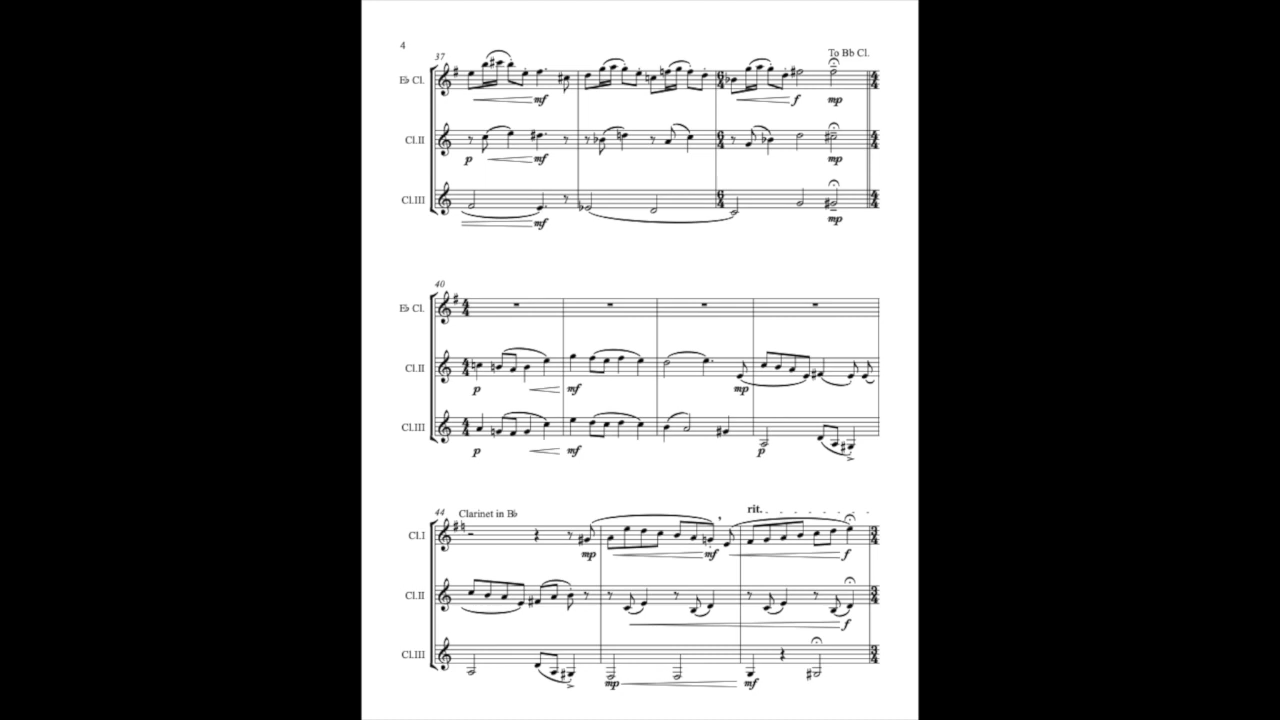 4
37
To Bb Cl.
E♭ Cl.
mf
f
mp
Cl.II
p
mf
mp
Cl.III
mf
mp
40
E♭ Cl.
Cl.II
p
mf
mp
Cl.III
p
mf
p
44
Clarinet in B♭
rit.
Cl.I
mp
mf
f
Cl.II
f
Cl.III
mp
mf